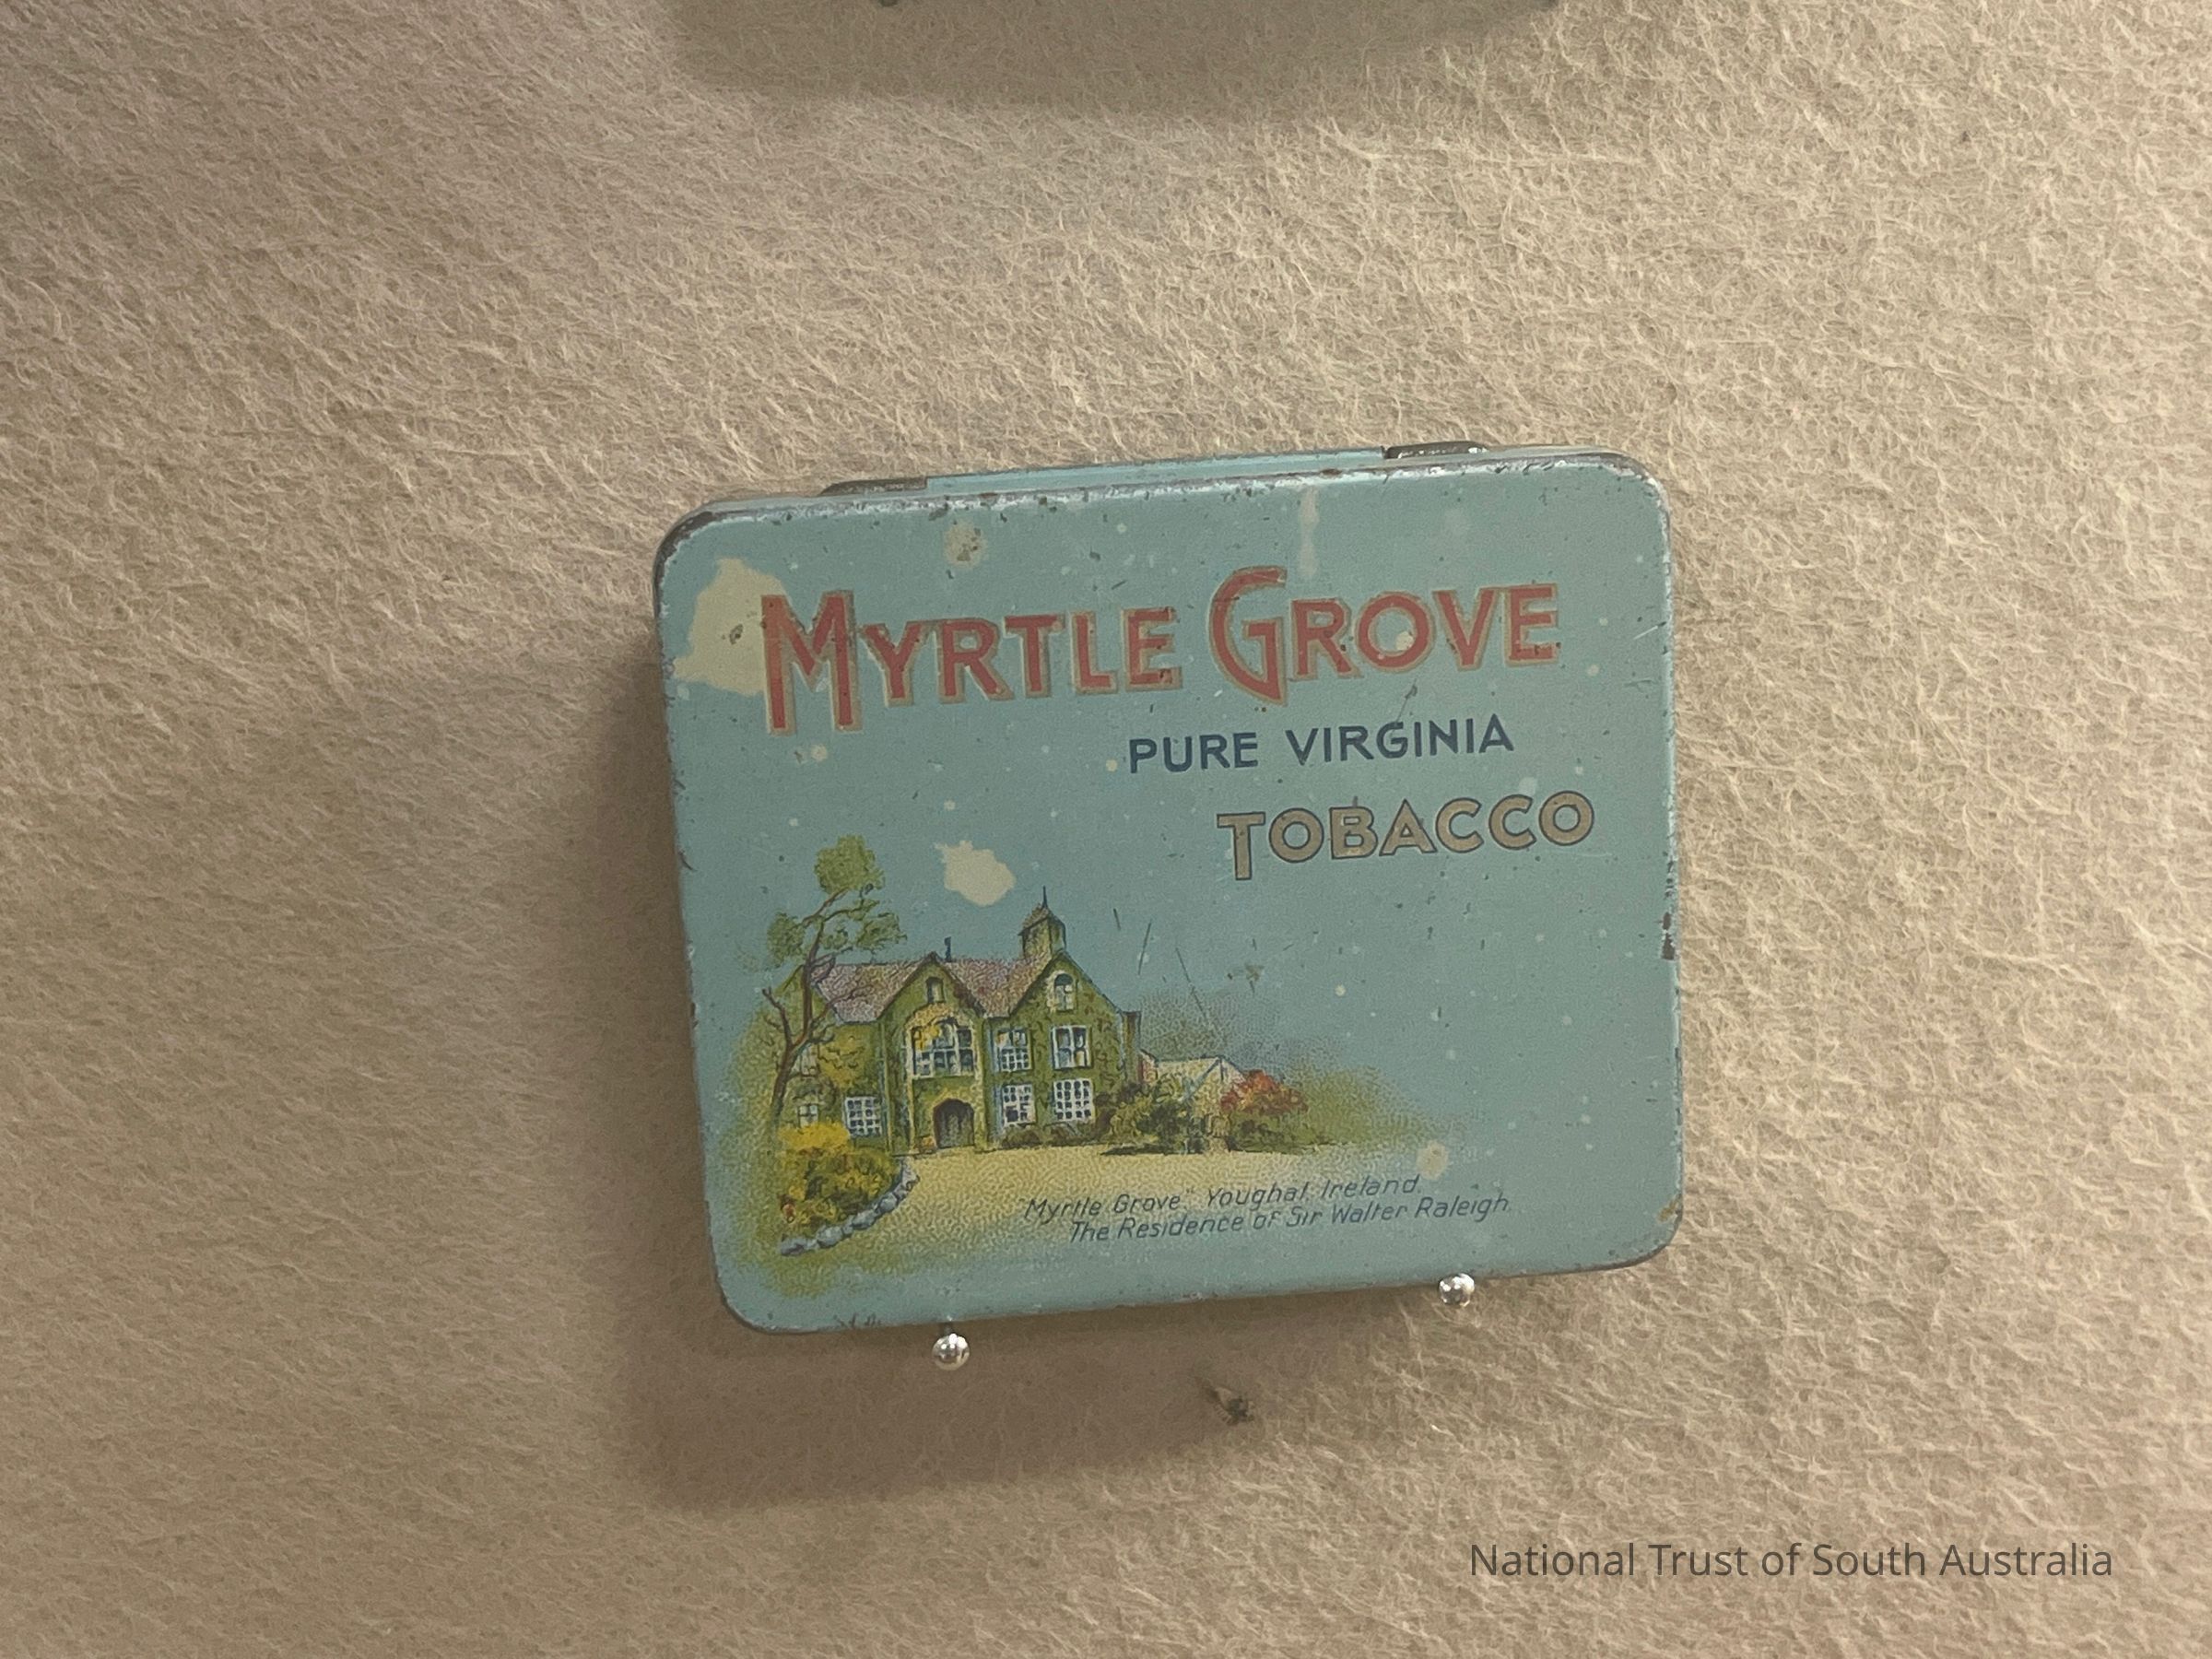 MYRTLE GROVE
PURE VIRGINIA
TOBACCO
"Myrtle Grove" Youghal. Ireland.
The Residence of Sir Walter Raleigh.
National Trust of South Australia